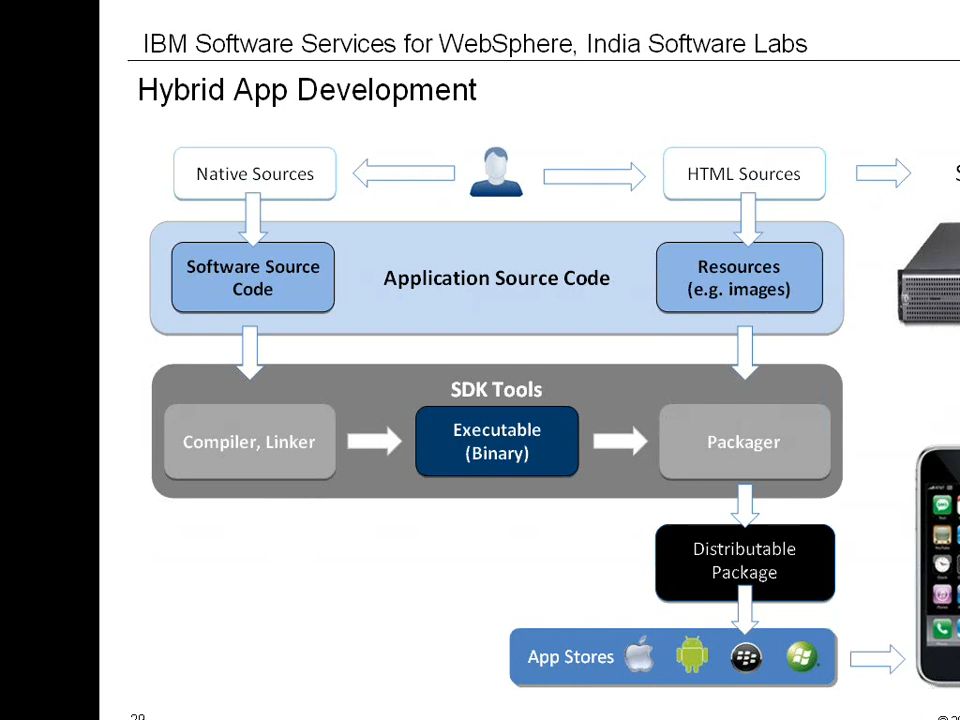 IBM Software Services for WebSphere, India Software Labs
Hybrid App Development
Native Sources
HTML Sources
S
Software Source
Code
Application Source Code
Resources
(e.g. images)
SDK Tools
Compiler, Linker
Executable
(Binary)
Packager
Distributable
Package
App Stores
29